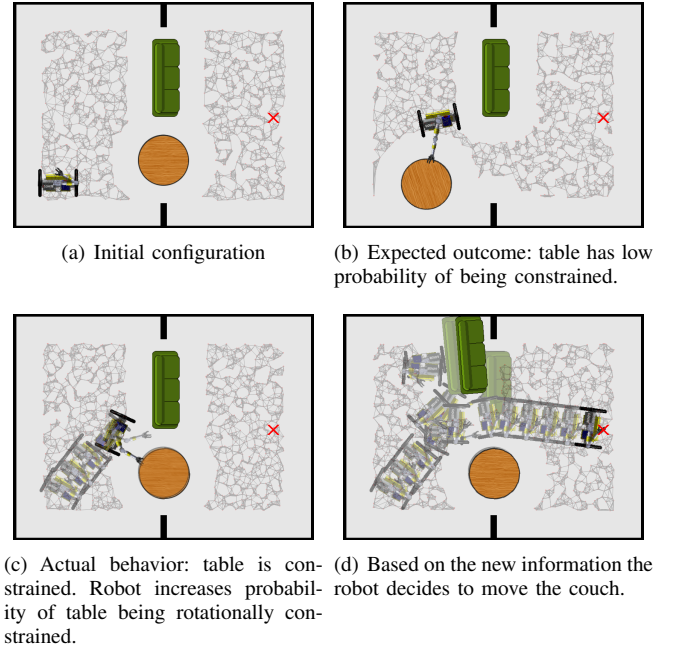 (a) Initial configuration
(b) Expected outcome: table has low
probability of being constrained.
(c) Actual behavior: table is con-
strained. Robot increases probabil-
ity of table being rotationally con-
strained.
(d) Based on the new information the
robot decides to move the couch.